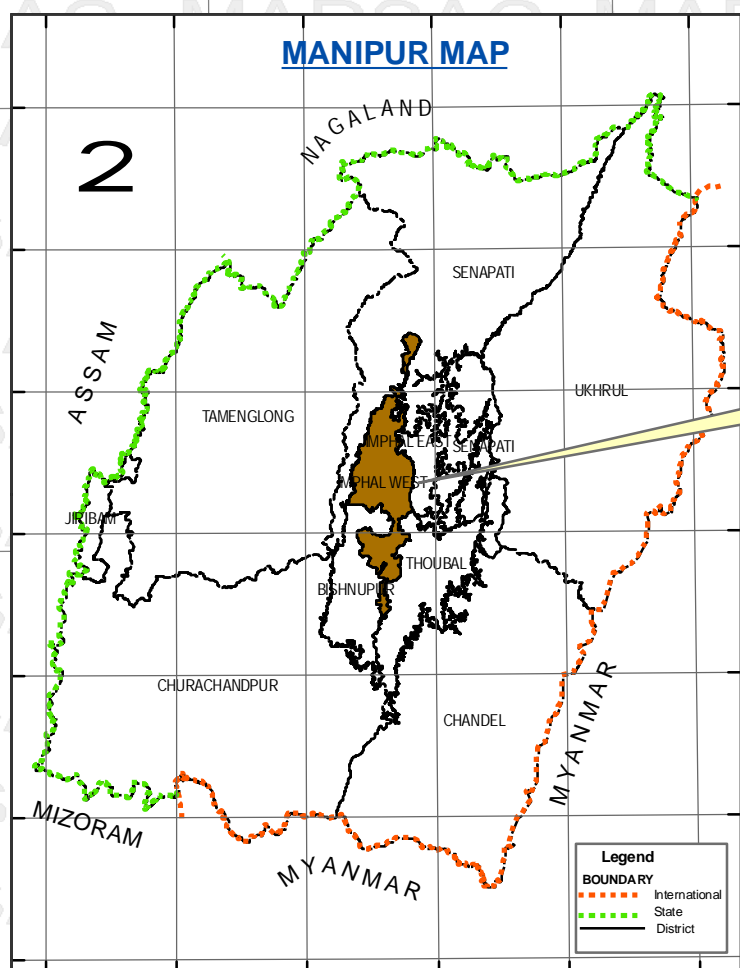 MANIPUR MAP
NAGALAND
2
SENAPATI
ASSAM
UKHRUL
TAMENGLONG
IMPHAL EAST
SENAPATI
IMPHAL WEST
JIRIBAM
THOUBAL
BISHNUPUR
CHURACHANDPUR
CHANDEL
MYANMAR
MIZORAM
MYANMAR
Legend
BOUNDARY
International
State
District